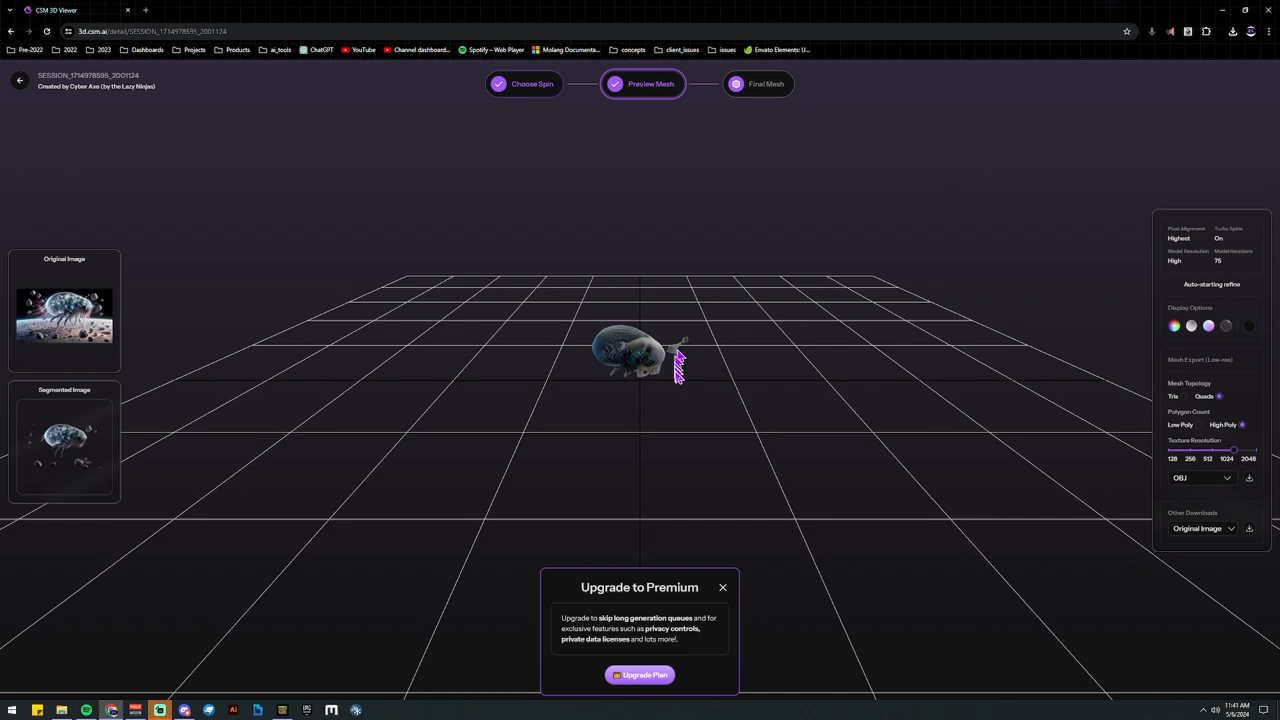 CSM 3D Viewer
3d.csm.ai/detail/SESSION_1714978595_2001124
Pre-2022
2022
2023
Dashboards
Projects
Products
ai_tools
ChatGPT
YouTube
Channel dashboard...
Spotify – Web Player
Molang Documenta...
concepts
client_issues
issues
Envato Elements: U...
SESSION_1714978595_2001124
Created by Cyber Axe (by the Lazy Ninjas)
Choose Spin
Preview Mesh
Final Mesh
Original Image
Segmented Image
Pixel Alignment Turbo Spins
Highest On
Model Resolution Model Iterations
High 75
Auto-starting refine
Display Options
Mesh Export (Low-res)
Mesh Topology
Tris Quads
Polygon Count
Low Poly High Poly
Texture Resolution
128 256 512 1024 2048
OBJ
Other Downloads
Original Image
Upgrade to Premium
Upgrade to skip long generation queues and for
exclusive features such as privacy controls,
private data licenses and lots more!.
Upgrade Plan
11:41 AM
5/6/2024